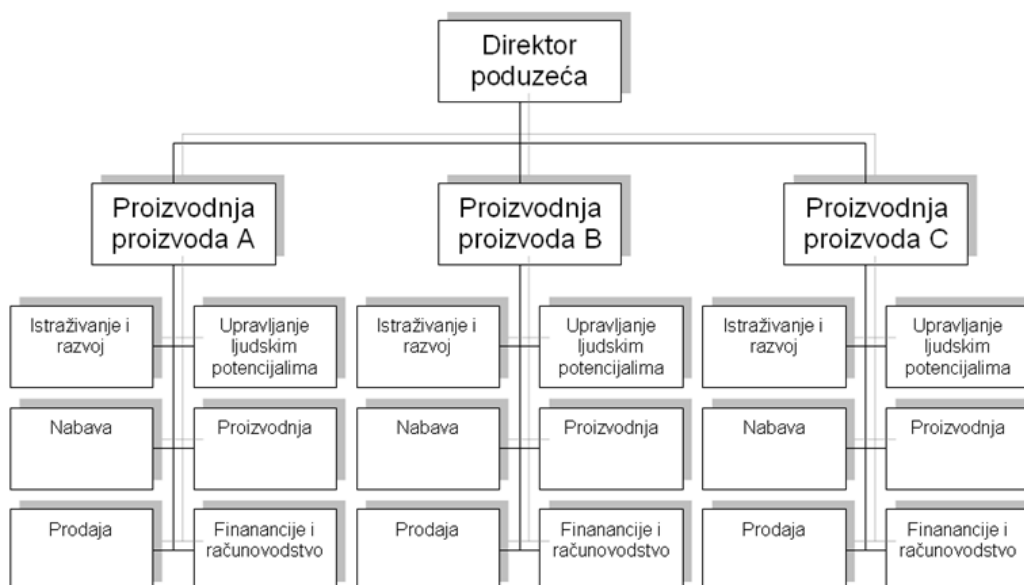 Direktor
poduzeća
Proizvodnja
proizvoda A
Proizvodnja
proizvoda B
Proizvodnja
proizvoda C
Istraživanje i
razvoj
Upravljanje
ljudskim
potencijalima
Istraživanje i
razvoj
Upravljanje
ljudskim
potencijalima
Istraživanje i
razvoj
Upravljanje
ljudskim
potencijalima
Nabava
Proizvodnja
Nabava
Proizvodnja
Nabava
Proizvodnja
Prodaja
Finanancije i
računovodstvo
Prodaja
Finanancije i
računovodstvo
Prodaja
Finanancije i
računovodstvo